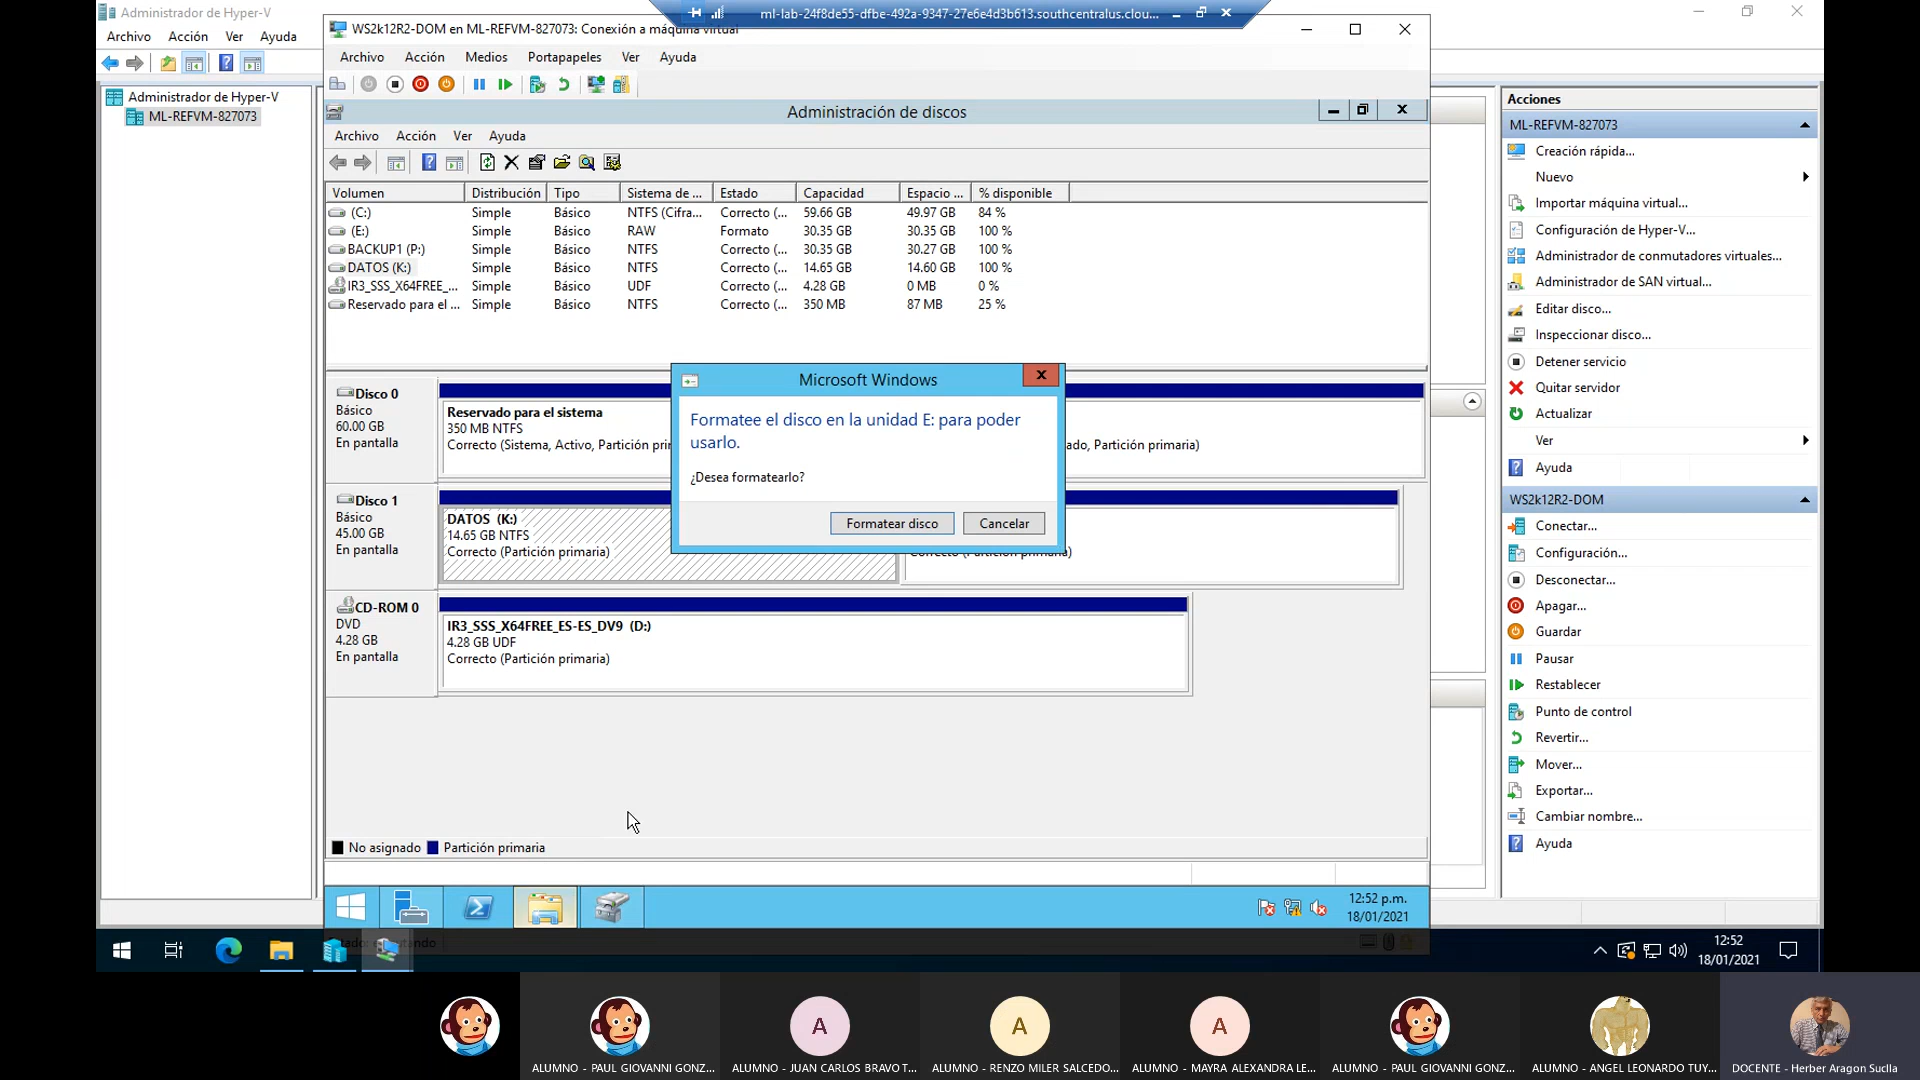 Administrador de Hyper-V
Archivo Acción Ver Ayuda
Administrador de Hyper-V
ML-REFVM-827073
ml-lab-24f8de55-dfbe-492a-9347-27e6e4d3b613.southcentralus.clou...
WS2k12R2-DOM en ML-REFVM-827073: Conexión a máquina virtual
Archivo Acción Medios Portapapeles Ver Ayuda
Administración de discos
Archivo Acción Ver Ayuda
Volumen Distribución Tipo Sistema de ... Estado Capacidad Espacio ... % disponible
(C:) Simple Básico NTFS (Cifra... Correcto (... 59.66 GB 49.97 GB 84 %
(E:) Simple Básico RAW Formato 30.35 GB 30.35 GB 100 %
BACKUP1 (P:) Simple Básico NTFS Correcto (... 30.35 GB 30.27 GB 100 %
DATOS (K:) Simple Básico NTFS Correcto (... 14.65 GB 14.60 GB 100 %
IR3_SSS_X64FREE_... Simple Básico UDF Correcto (... 4.28 GB 0 MB 0 %
Reservado para el ... Simple Básico NTFS Correcto (... 350 MB 87 MB 25 %
Disco 0
Básico
60.00 GB
En pantalla
Reservado para el sistema
350 MB NTFS
Correcto (Sistema, Activo, Partición pri
ado, Partición primaria)
Microsoft Windows
Formatee el disco en la unidad E: para poder
usarlo.
¿Desea formatearlo?
Formatear disco Cancelar
Disco 1
Básico
45.00 GB
En pantalla
DATOS (K:)
14.65 GB NTFS
Correcto (Partición primaria)
Correcto (Partición primaria)
CD-ROM 0
DVD
4.28 GB
En pantalla
IR3_SSS_X64FREE_ES-ES_DV9 (D:)
4.28 GB UDF
Correcto (Partición primaria)
No asignado Partición primaria
12:52 p.m.
18/01/2021
Acciones
ML-REFVM-827073
Creación rápida...
Nuevo
Importar máquina virtual...
Configuración de Hyper-V...
Administrador de conmutadores virtuales...
Administrador de SAN virtual...
Editar disco...
Inspeccionar disco...
Detener servicio
Quitar servidor
Actualizar
Ver
Ayuda
WS2k12R2-DOM
Conectar...
Configuración...
Desconectar...
Apagar...
Guardar
Pausar
Restablecer
Punto de control
Revertir...
Mover...
Exportar...
Cambiar nombre...
Ayuda
12:52
18/01/2021
A
A
A
ALUMNO - PAUL GIOVANNI GONZ...
ALUMNO - JUAN CARLOS BRAVO T...
ALUMNO - RENZO MILER SALCEDO...
ALUMNO - MAYRA ALEXANDRA LE...
ALUMNO - PAUL GIOVANNI GONZ...
ALUMNO - ANGEL LEONARDO TUY...
DOCENTE - Herber Aragon Suclla